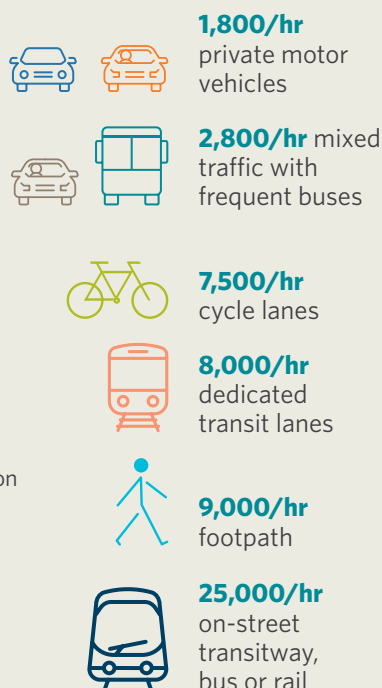 1,800/hr
private motor
vehicles
2,800/hr mixed
traffic with
frequent buses
7,500/hr
cycle lanes
8,000/hr
dedicated
transit lanes
on
9,000/hr
footpath
25,000/hr
on-street
transitway,
bus or rail